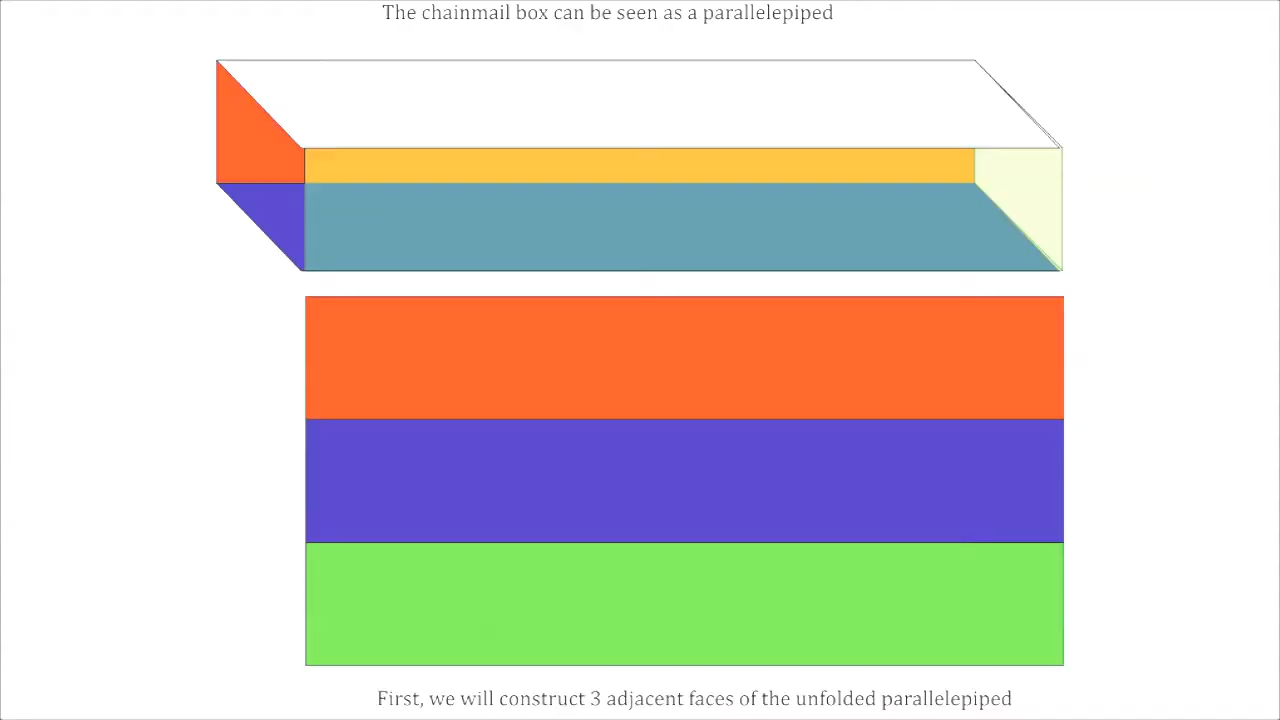 The chainmail box can be seen as a parallelepiped
First, we will construct 3 adjacent faces of the unfolded parallelepiped